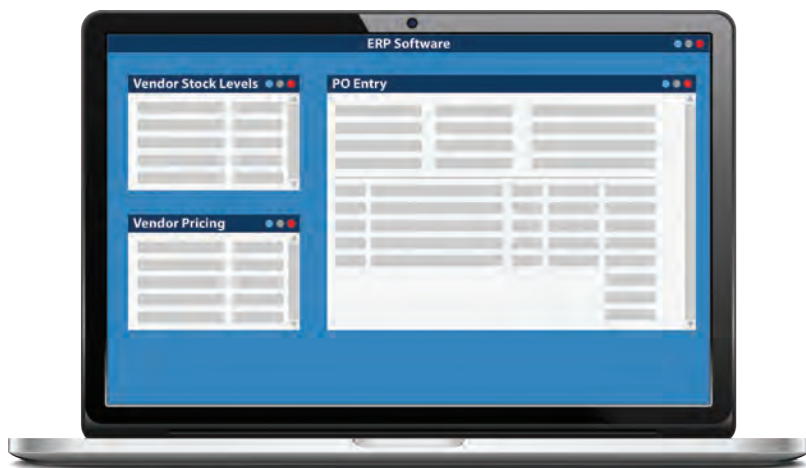 ERP Software
Vendor Stock Levels
PO Entry
Vendor Pricing